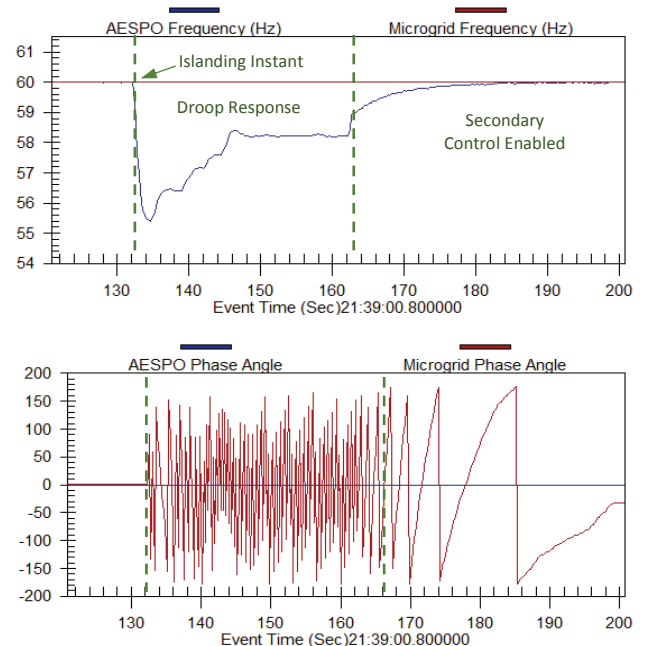 AESPO Frequency (Hz) Microgrid Frequency (Hz)
61
60
59
58
57
56
55
54
Islanding Instant
Droop Response
Secondary
Control Enabled
130 140 150 160 170 180 190 200
Event Time (Sec)21:39:00.800000
AESPO Phase Angle Microgrid Phase Angle
200
150
100
50
0
-50
-100
-150
-200
130 140 150 160 170 180 190 200
Event Time (Sec)21:39:00.800000